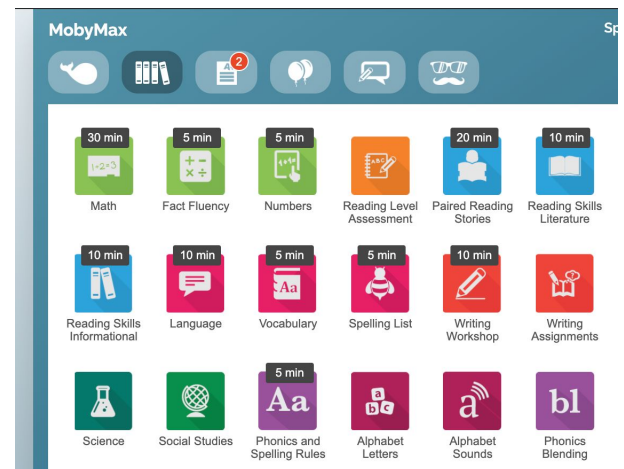 MobyMax
Sp
2
30 min
5 min
5 min
20 min
10 min
1+2=3
1+1=
ABC
Math
Fact Fluency
Numbers
Reading Level
Assessment
Paired Reading
Stories
Reading Skills
Literature
10 min
10 min
5 min
5 min
10 min
Aa
Reading Skills
Informational
Language
Vocabulary
Spelling List
Writing
Workshop
Writing
Assignments
5 min
Aa
a
b c
a
bl
Science
Social Studies
Phonics and
Spelling Rules
Alphabet
Letters
Alphabet
Sounds
Phonics
Blending